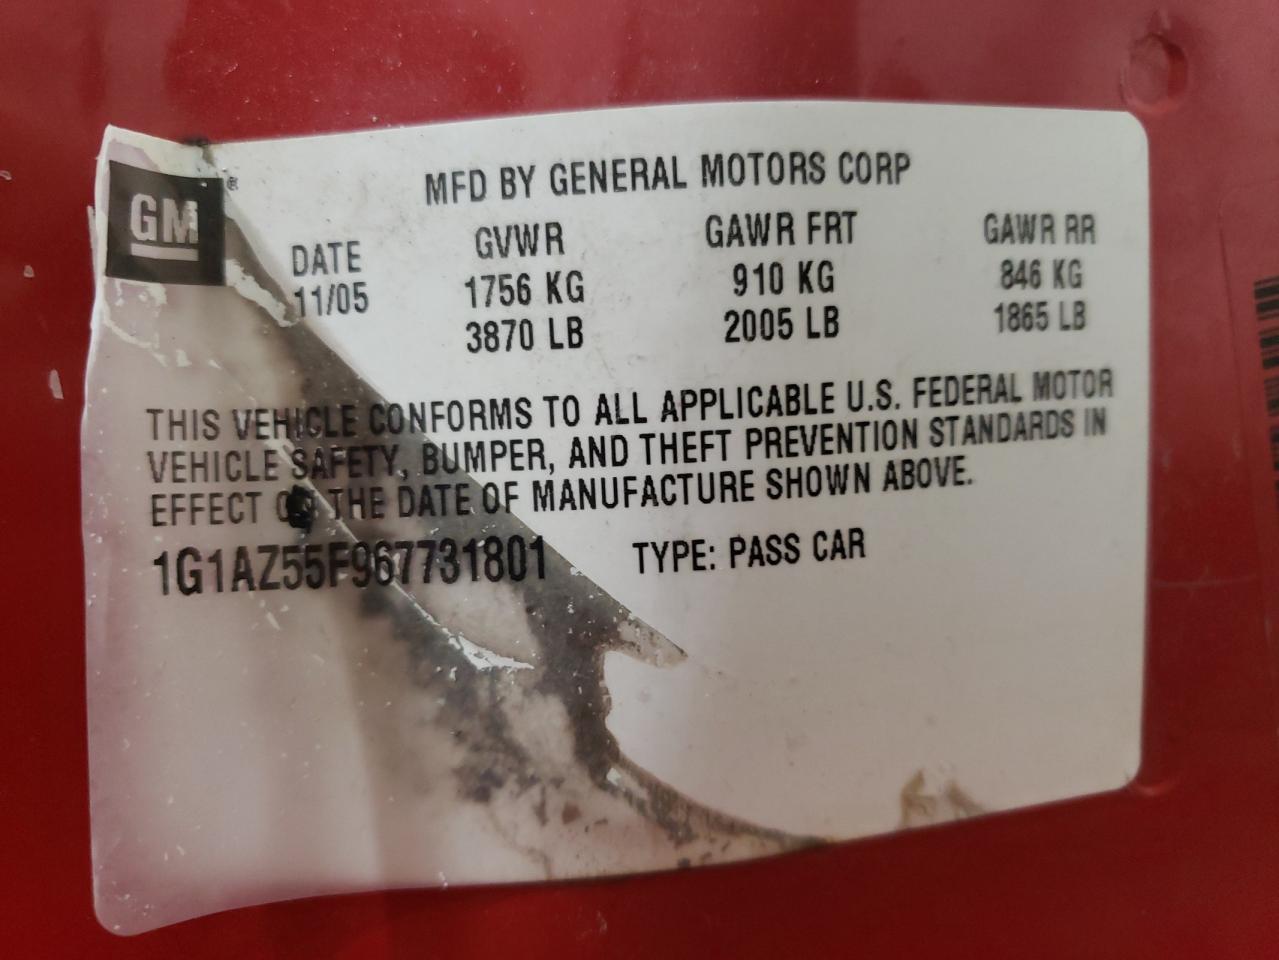 GM ®
MFD BY GENERAL MOTORS CORP
DATE GVWR GAWR FRT GAWR RR
11/05 1756 KG 910 KG 846 KG
3870 LB 2005 LB 1865 LB
THIS VEHICLE CONFORMS TO ALL APPLICABLE U.S. FEDERAL MOTOR
VEHICLE SAFETY, BUMPER, AND THEFT PREVENTION STANDARDS IN
EFFECT ON THE DATE OF MANUFACTURE SHOWN ABOVE.
1G1AZ55F967731801 TYPE: PASS CAR